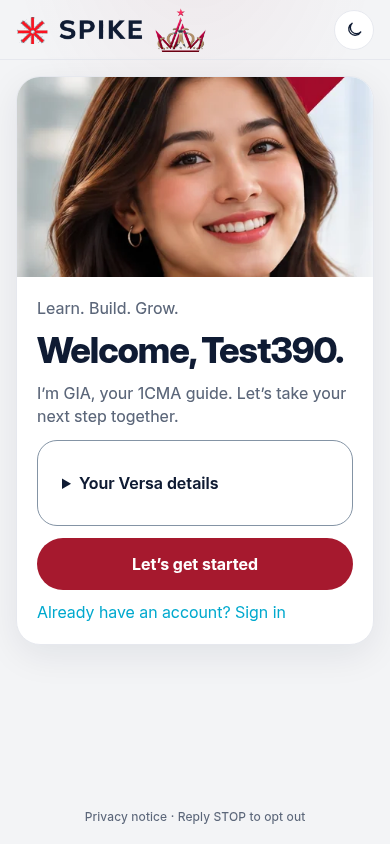 SPIKE
Learn. Build. Grow.
Welcome, Test390.
I’m GIA, your 1CMA guide. Let’s take your
next step together.
Your Versa details
Let’s get started
Already have an account? Sign in
Privacy notice · Reply STOP to opt out